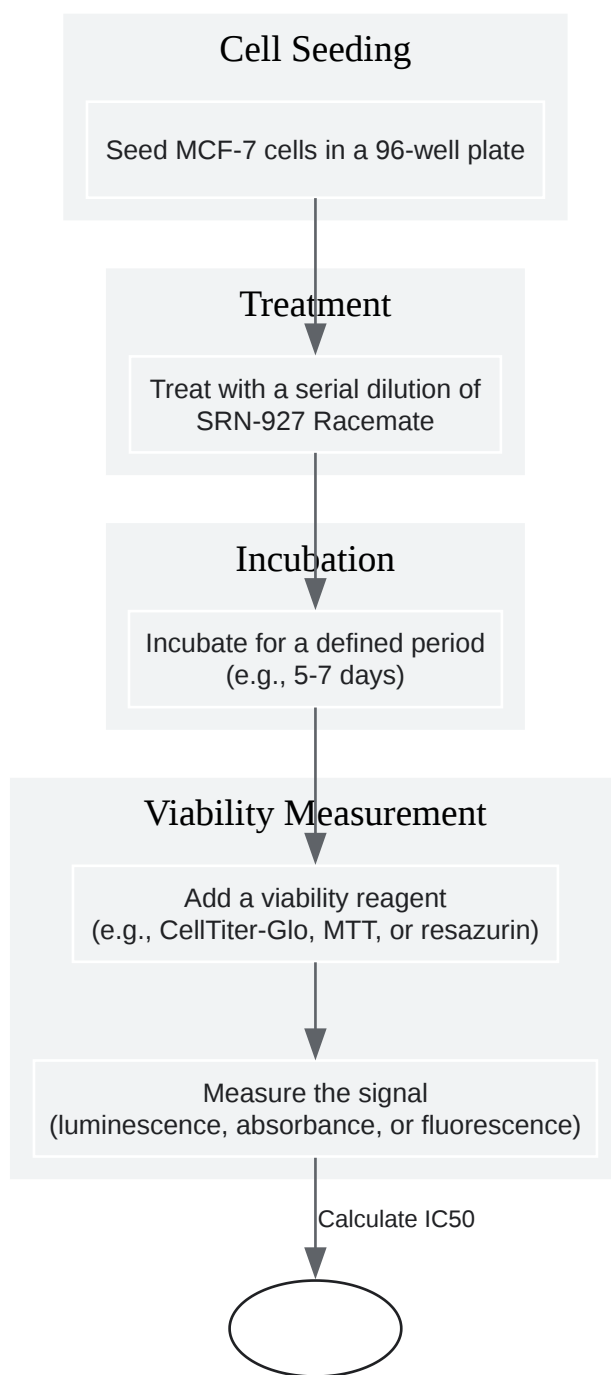 Cell Seeding
Seed MCF-7 cells in a 96-well plate
Treatment
Treat with a serial dilution of
SRN-927 Racemate
Incubation
Incubate for a defined period
(e.g., 5-7 days)
Viability Measurement
Add a viability reagent
(e.g., CellTiter-Glo, MTT, or resazurin)
Measure the signal
(luminescence, absorbance, or fluorescence)
Calculate IC50